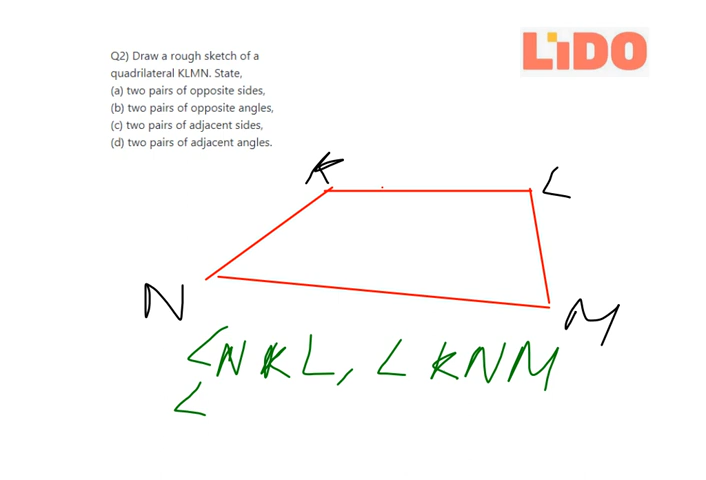 LiDO
Q2) Draw a rough sketch of a
quadrilateral KLMN. State,
(a) two pairs of opposite sides,
(b) two pairs of opposite angles,
(c) two pairs of adjacent sides,
(d) two pairs of adjacent angles.
K
L
N
M
∠NKL, ∠KNM
∠